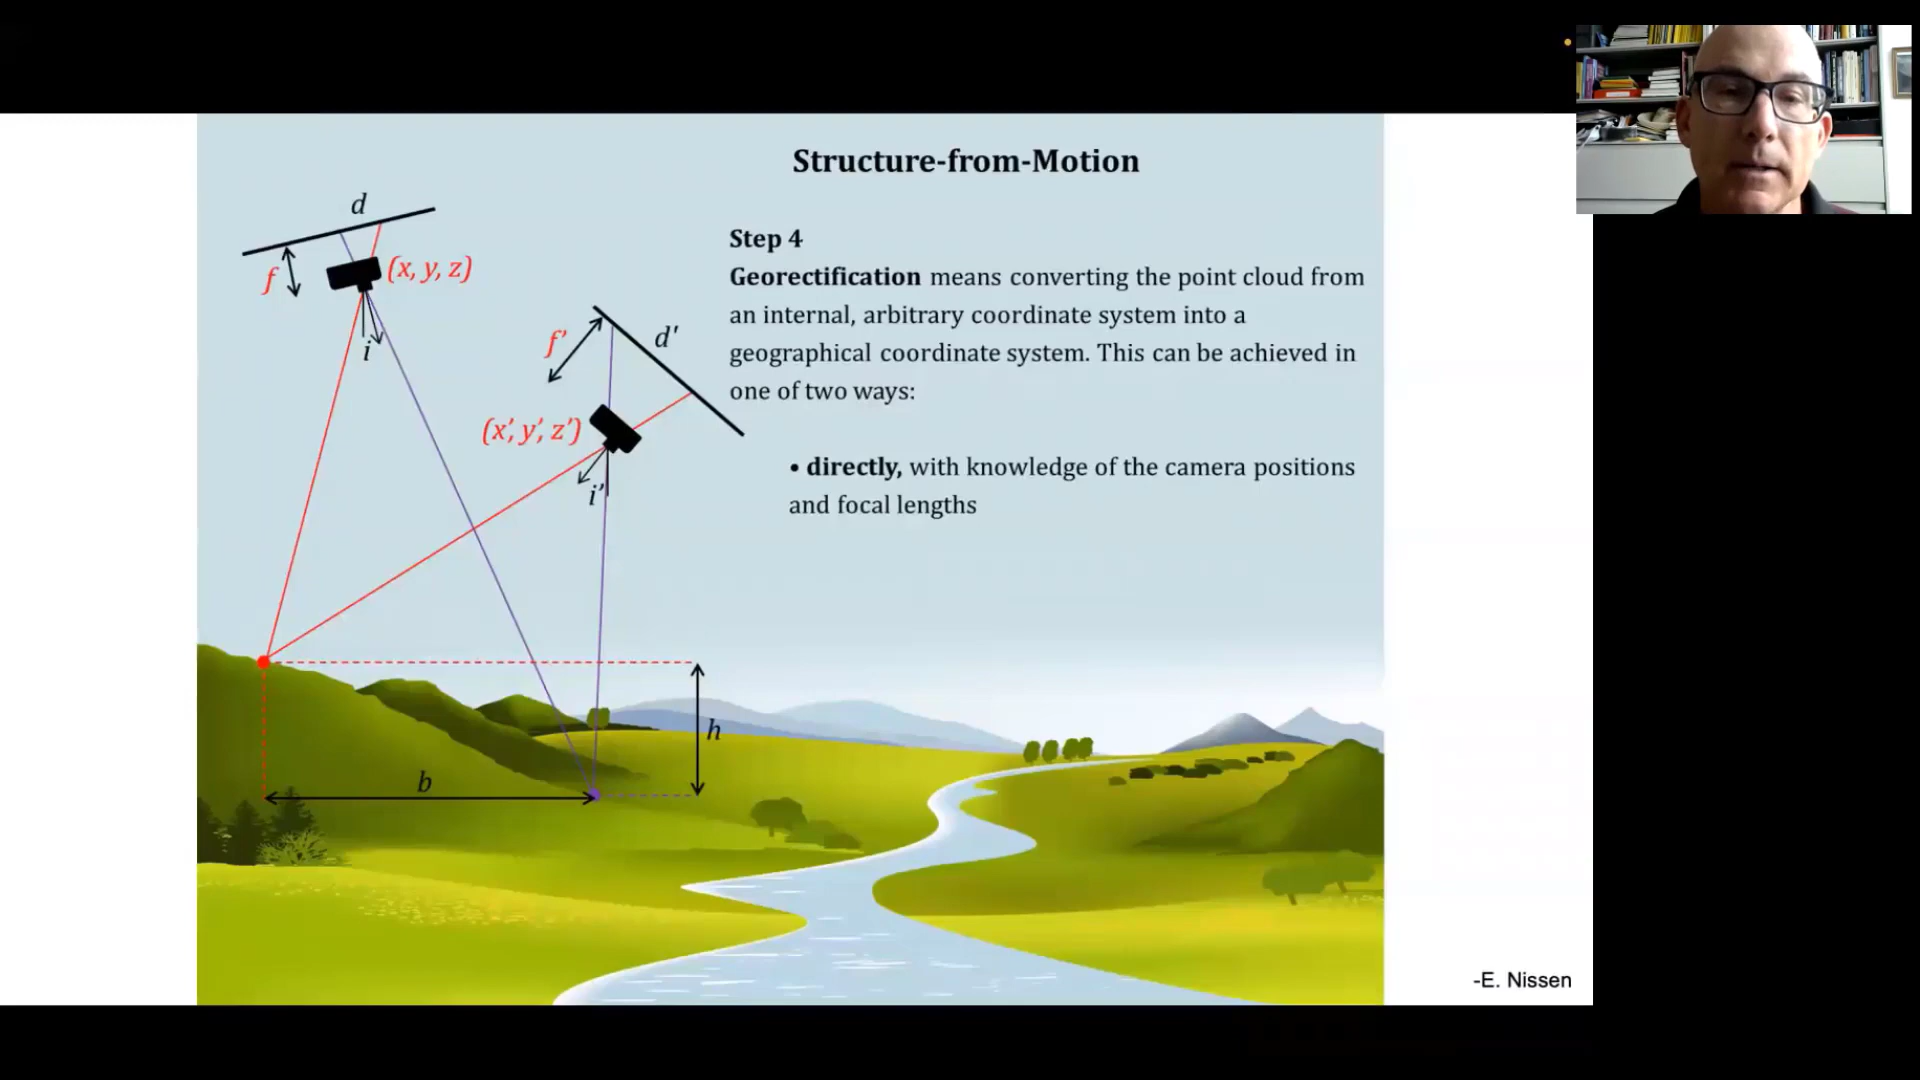 Structure-from-Motion
d
f
(x, y, z)
i
f'
d'
(x', y', z')
i'
Step 4
Georectification means converting the point cloud from
an internal, arbitrary coordinate system into a
geographical coordinate system. This can be achieved in
one of two ways:
• directly, with knowledge of the camera positions
and focal lengths
h
b
-E. Nissen